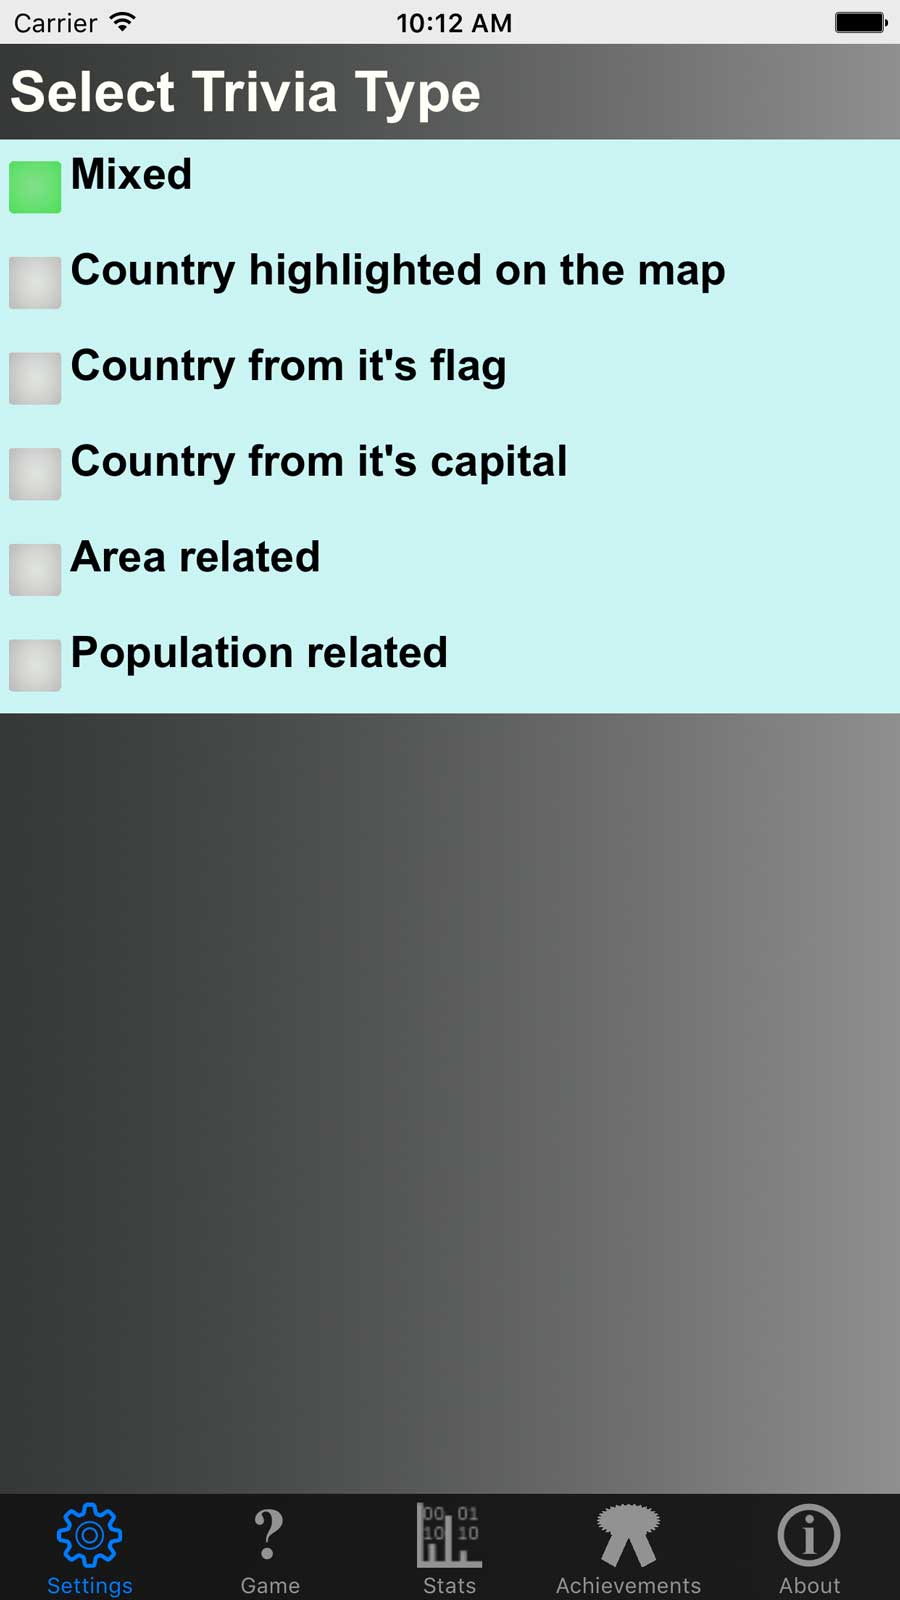 Carrier 10:12 AM
Select Trivia Type
Mixed
Country highlighted on the map
Country from it's flag
Country from it's capital
Area related
Population related
00 01
10 10
Settings Game Stats Achievements About